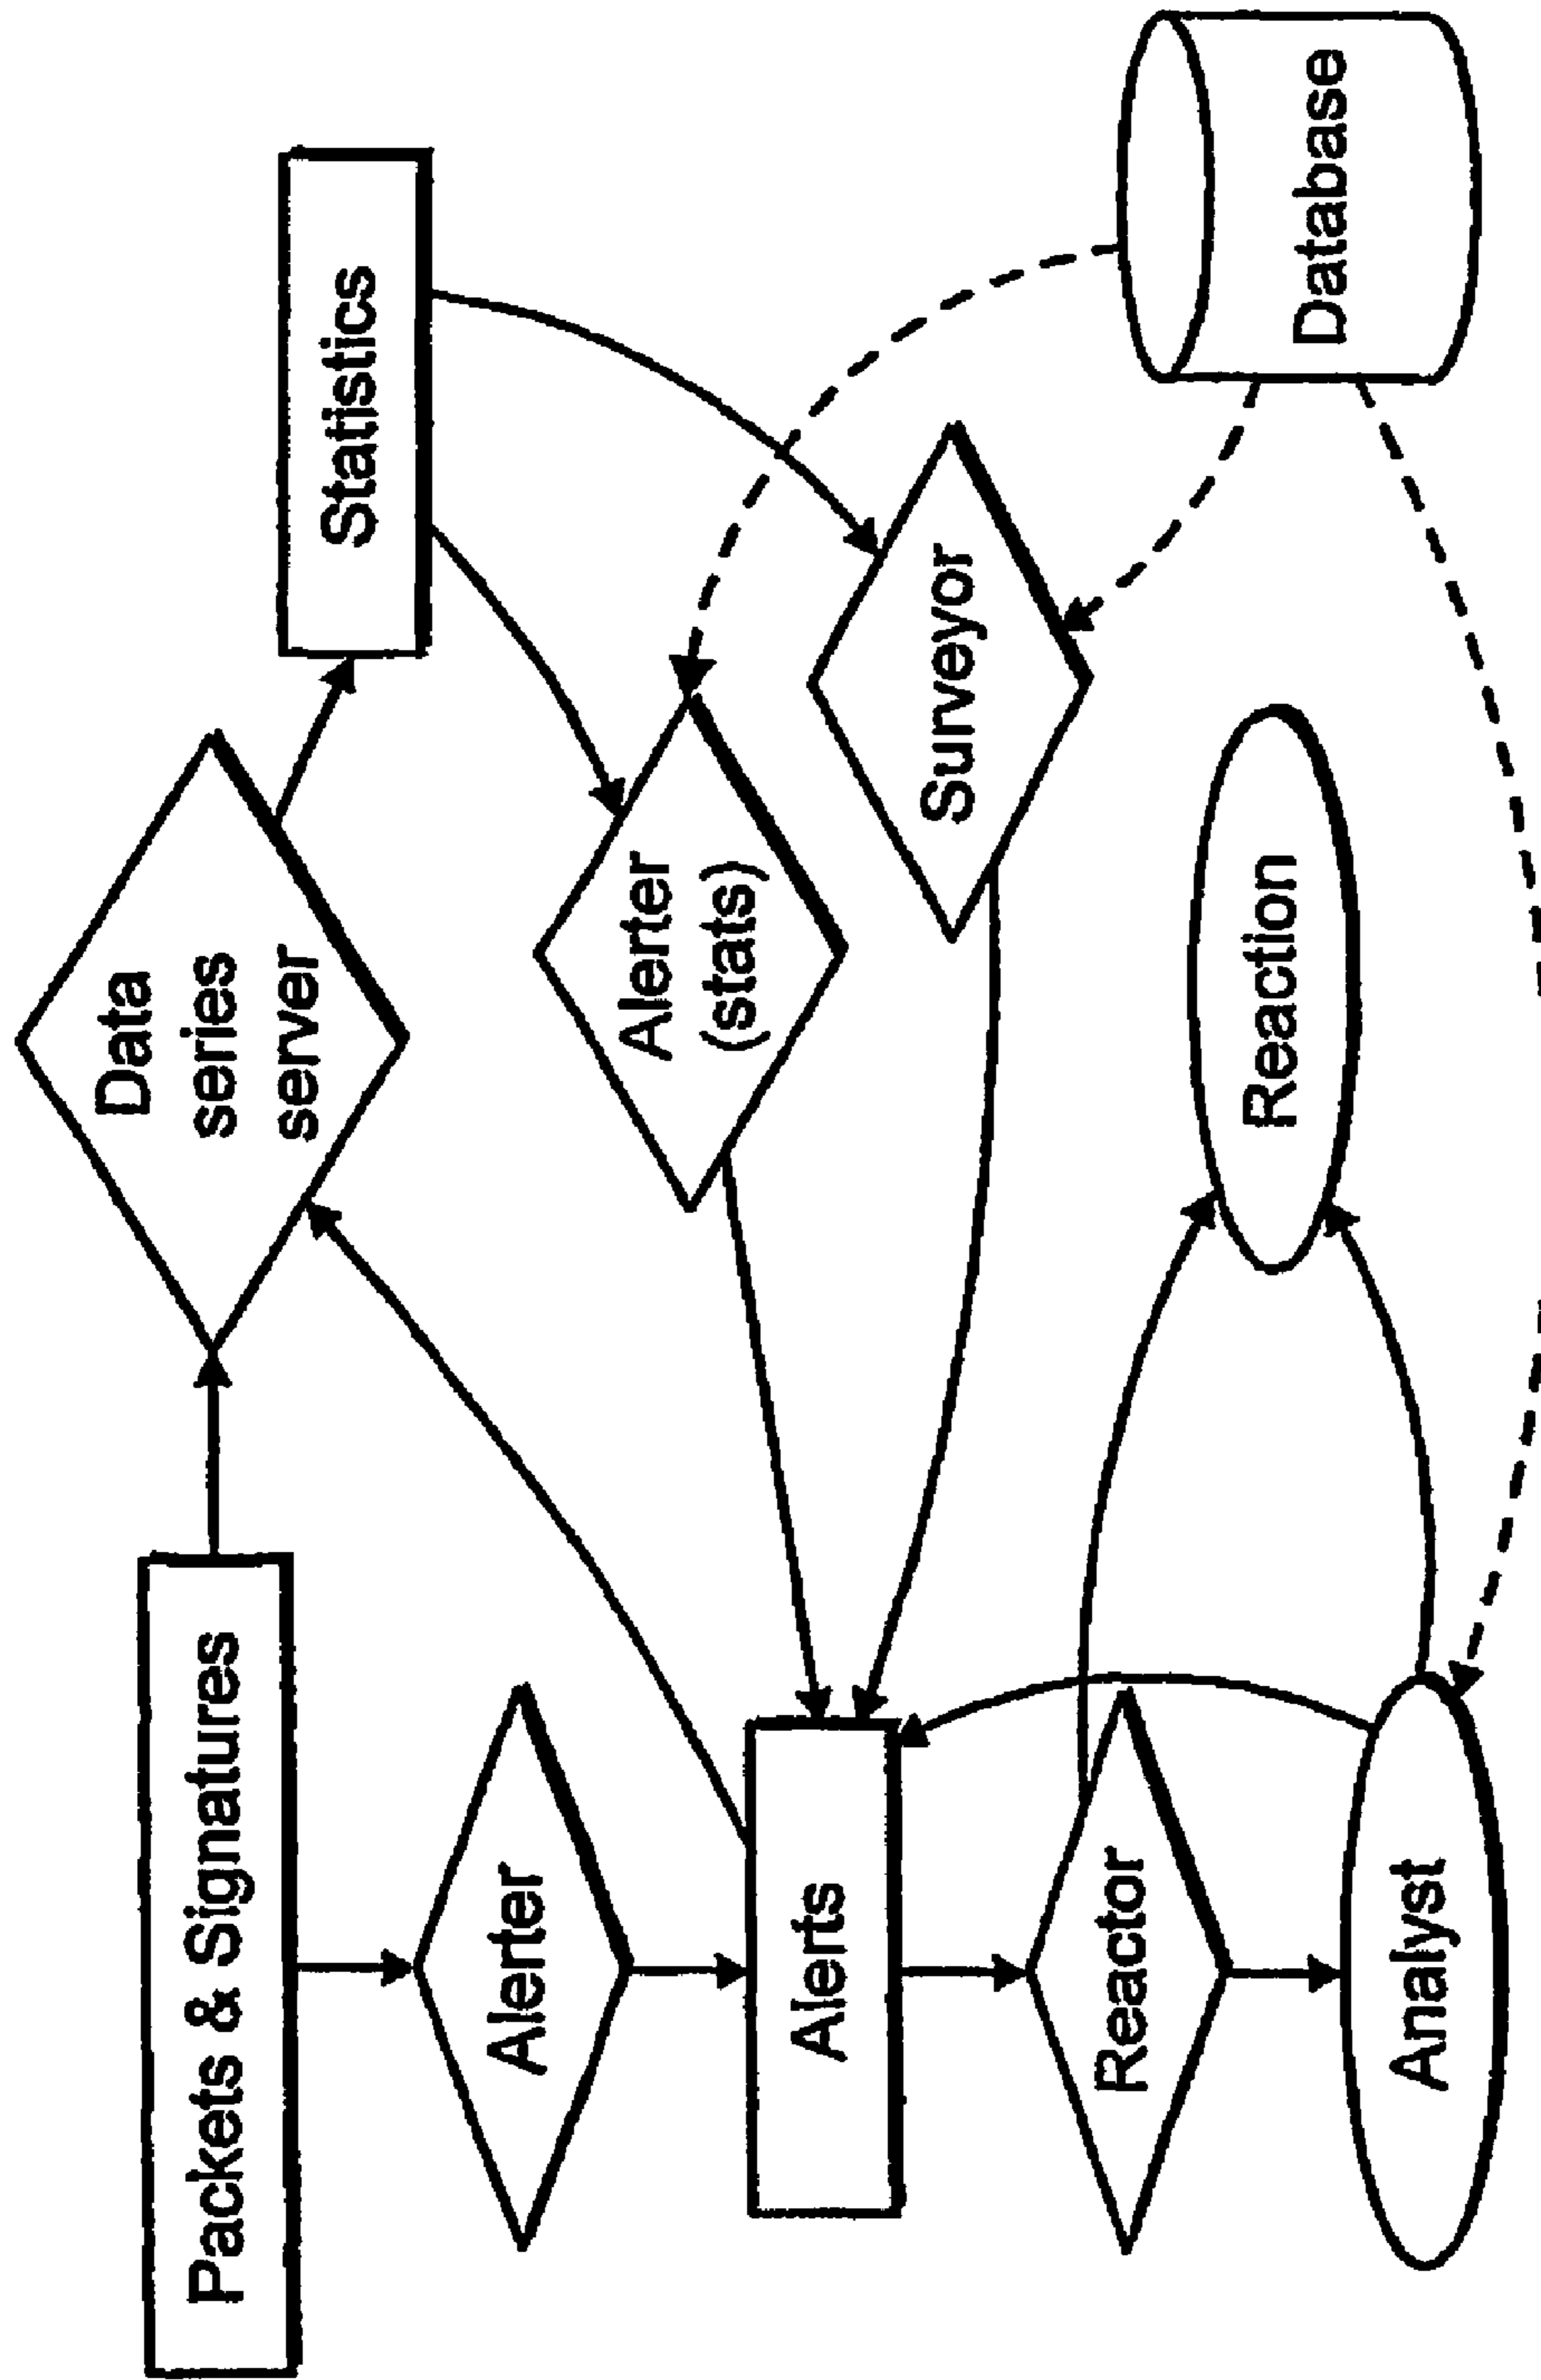 Packets & Signatures
Data
series
server
Statistics
Alerter
Alerter
(stats)
Alerts
Surveyor
Reactor
Reaction
Analyst
Database